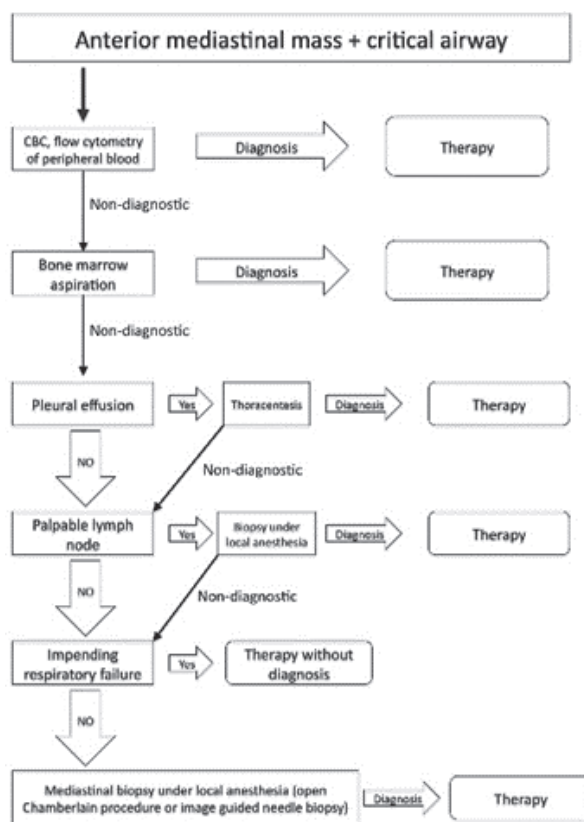 Anterior mediastinal mass + critical airway
CBC, flow cytometry
of peripheral blood
Diagnosis
Therapy
Non-diagnostic
Bone marrow
aspiration
Diagnosis
Therapy
Non-diagnostic
Pleural effusion
Yes
Thoracentasis
Diagnosis
Therapy
NO
Non-diagnostic
Palpable lymph
node
Yes
Biopsy under
local anesthesia
Diagnosis
Therapy
NO
Non-diagnostic
Impending
respiratory failure
Yes
Therapy without
diagnosis
NO
Mediastinal biopsy under local anesthesia (open
Chamberlain procedure or image guided needle biopsy)
Diagnosis
Therapy